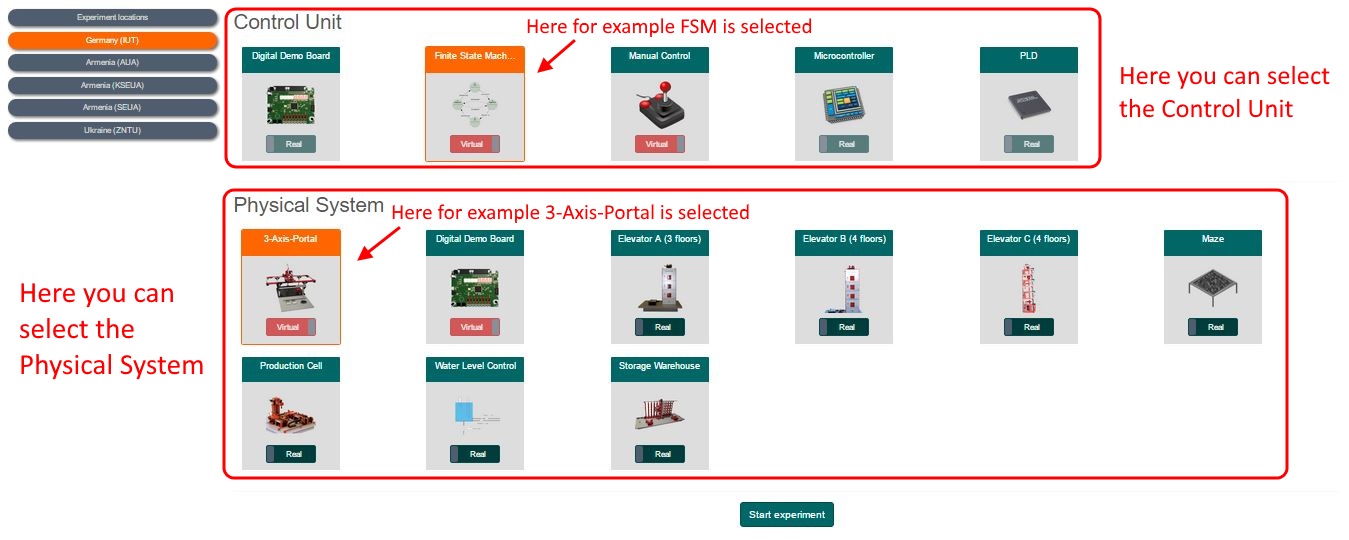 Experiment locations
Germany (IUT)
Armenia (AUA)
Armenia (KSEUA)
Armenia (SEUA)
Ukraine (ZNTU)
Control Unit
Here for example FSM is selected
Digital Demo Board
Finite State Mach...
Manual Control
Microcontroller
PLD
Real
Virtual
Virtual
Real
Real
Here you can select
the Control Unit
Physical System
Here for example 3-Axis-Portal is selected
3-Axis-Portal
Digital Demo Board
Elevator A (3 floors)
Elevator B (4 floors)
Elevator C (4 floors)
Maze
Virtual
Virtual
Real
Real
Real
Real
Here you can
select the
Physical System
Production Cell
Water Level Control
Storage Warehouse
Real
Real
Real
Start experiment